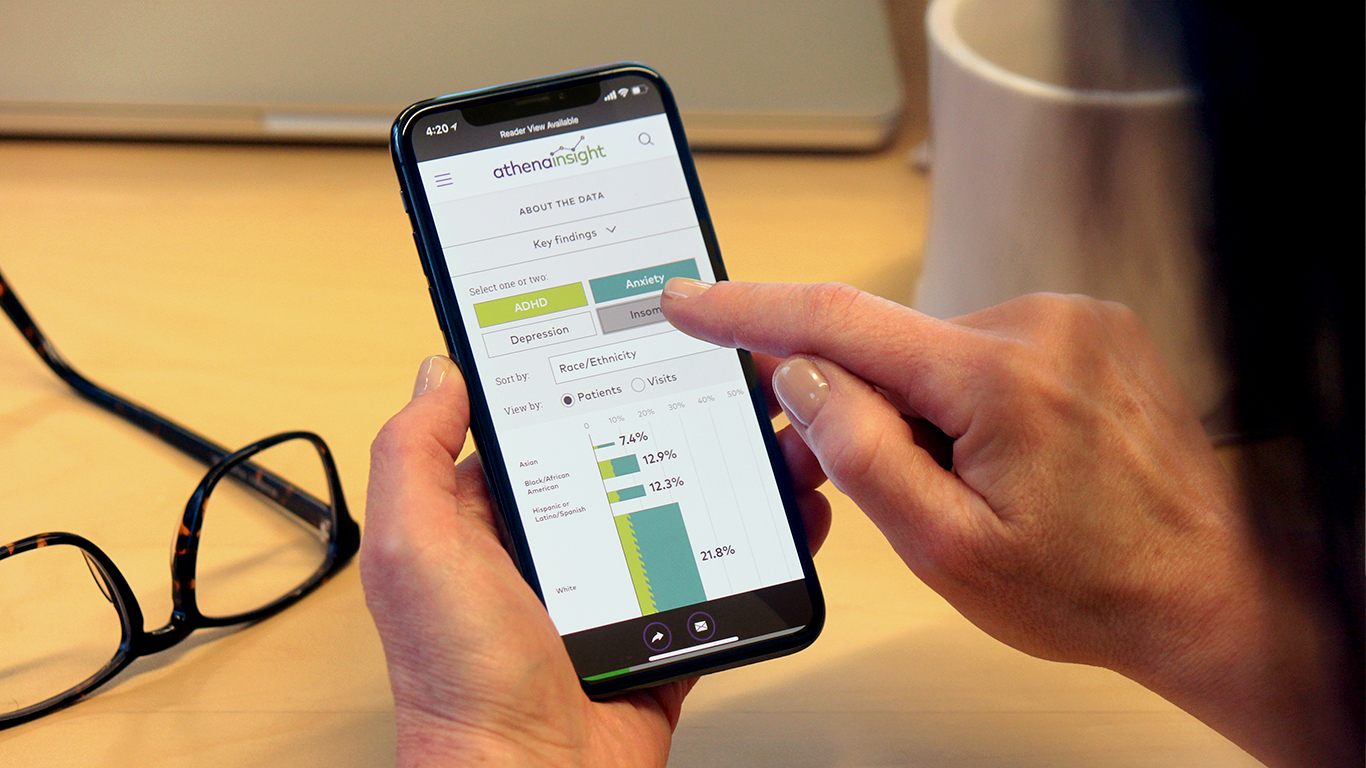 4:20
Reader View Available
athenainsight
ABOUT THE DATA
Key findings
Select one or two:
ADHD
Anxiety
Depression
Insom
Sort by:
Race/Ethnicity
View by:
Patients
Visits
0 10% 20% 30% 40% 50%
Asian
7.4%
Black/African
American
12.9%
Hispanic or
Latino/Spanish
12.3%
White
21.8%